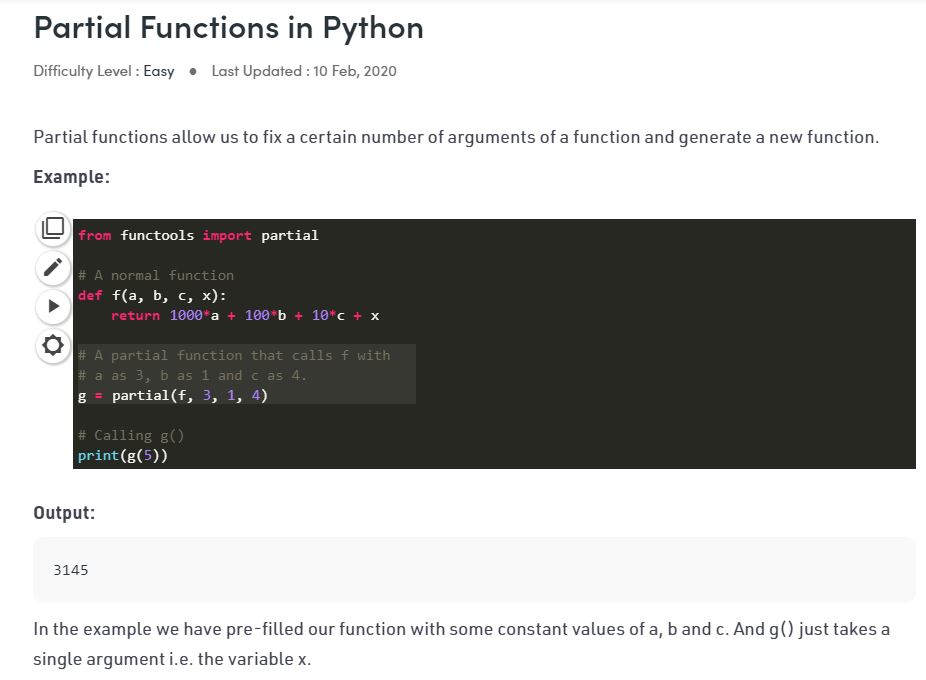 Partial Functions in Python
Difficulty Level : Easy ● Last Updated : 10 Feb, 2020
Partial functions allow us to fix a certain number of arguments of a function and generate a new function.
Example:
from functools import partial
# A normal function
def f(a, b, c, x):
    return 1000*a + 100*b + 10*c + x
# A partial function that calls f with
# a as 3, b as 1 and c as 4.
g = partial(f, 3, 1, 4)
# Calling g()
print(g(5))
Output:
3145
In the example we have pre-filled our function with some constant values of a, b and c. And g() just takes a
single argument i.e. the variable x.